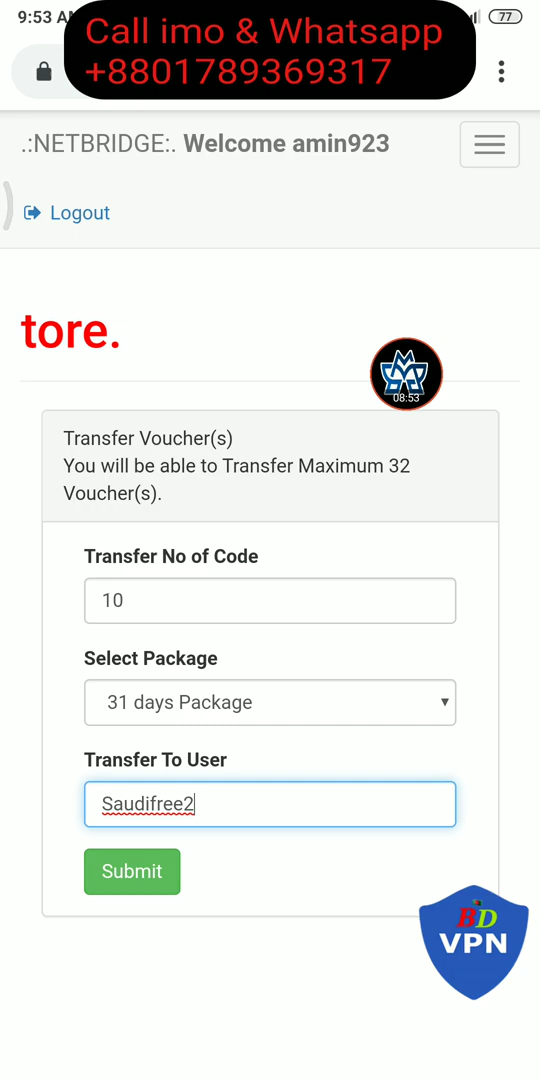 9:53 AM
77
Call imo & Whatsapp
+8801789369317
.:NETBRIDGE:. Welcome amin923
Logout
tore.
08:53
Transfer Voucher(s)
You will be able to Transfer Maximum 32
Voucher(s).
Transfer No of Code
10
Select Package
31 days Package
Transfer To User
Saudifree2
Submit
BD
VPN